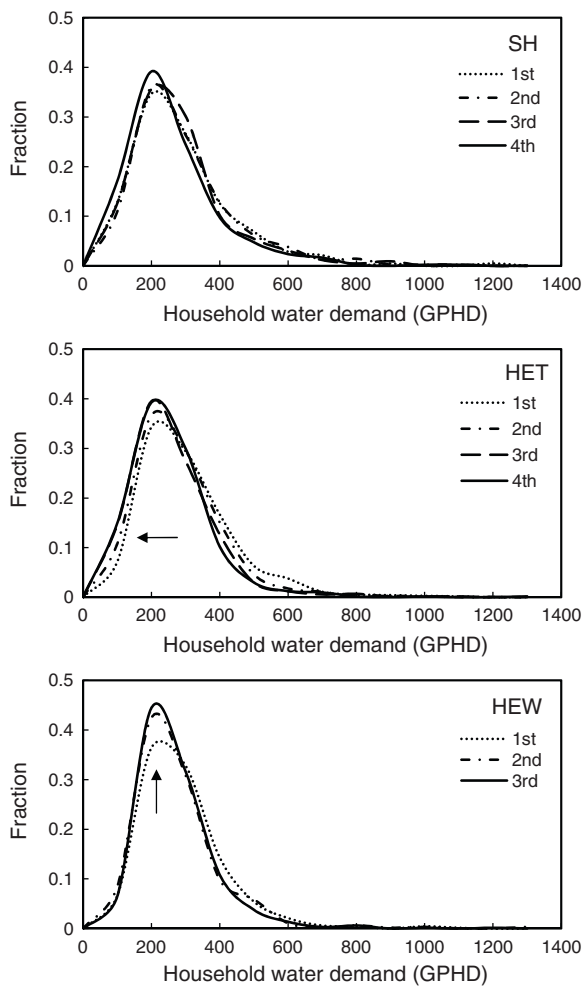 SH
1st
2nd
3rd
4th
Fraction
0.5
0.4
0.3
0.2
0.1
0
0 200 400 600 800 1000 1200 1400
Household water demand (GPHD)
HET
1st
2nd
3rd
4th
Fraction
0.5
0.4
0.3
0.2
0.1
0
0 200 400 600 800 1000 1200 1400
Household water demand (GPHD)
HEW
1st
2nd
3rd
Fraction
0.5
0.4
0.3
0.2
0.1
0
0 200 400 600 800 1000 1200 1400
Household water demand (GPHD)